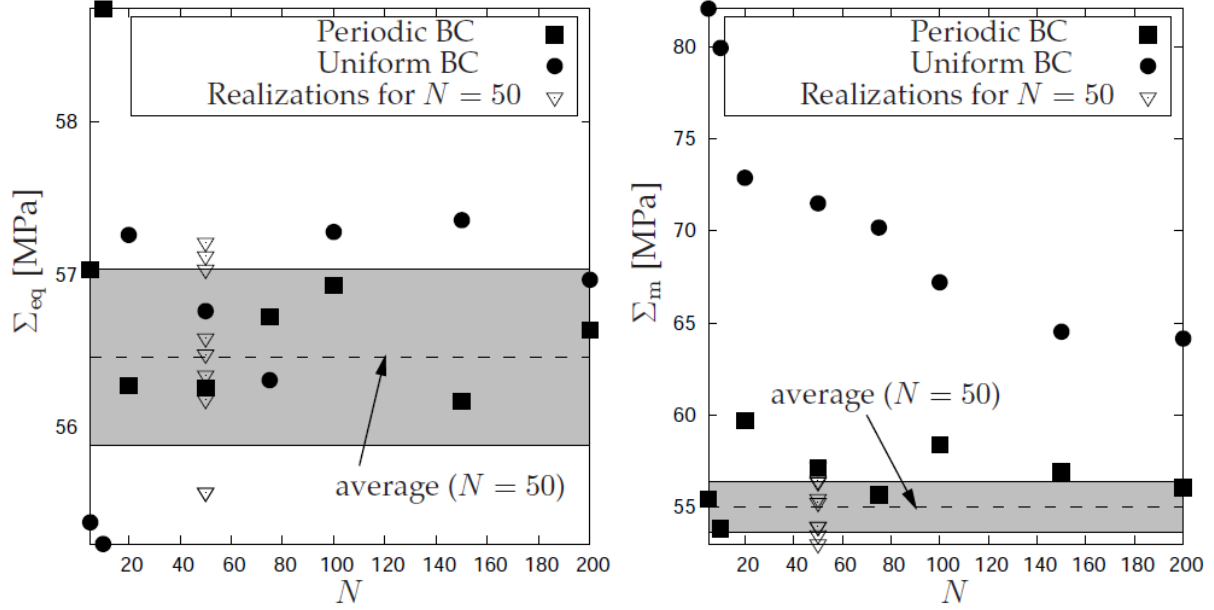 Periodic BC
Uniform BC
Realizations for N = 50
58
57
56
Σeq [MPa]
average (N = 50)
20 40 60 80 100 120 140 160 180 200
N
Periodic BC
Uniform BC
Realizations for N = 50
80
75
70
65
60
55
Σm [MPa]
average (N = 50)
20 40 60 80 100 120 140 160 180 200
N